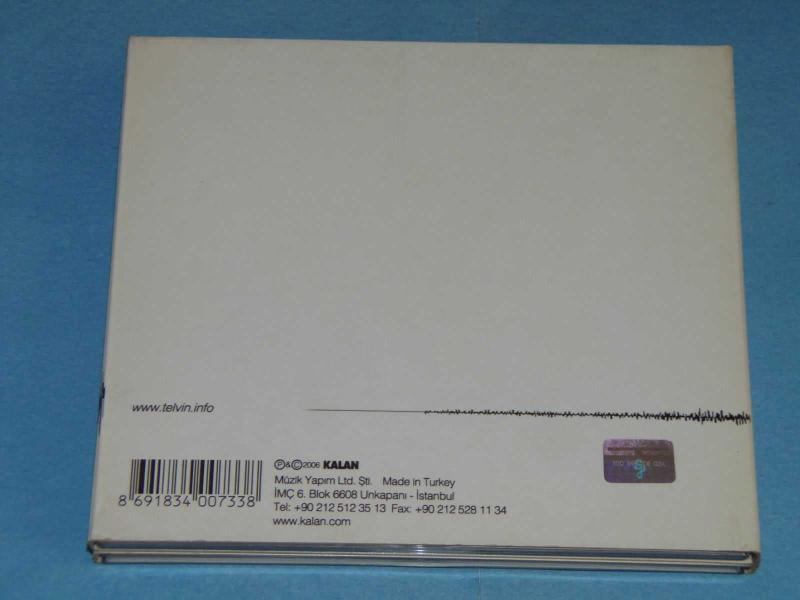 www.telvin.info
℗&©2006 KALAN
Müzik Yapım Ltd. Şti. Made in Turkey
İMÇ 6. Blok 6608 Unkapanı - İstanbul
Tel: +90 212 512 35 13 Fax: +90 212 528 11 34
www.kalan.com
8 691834 007338